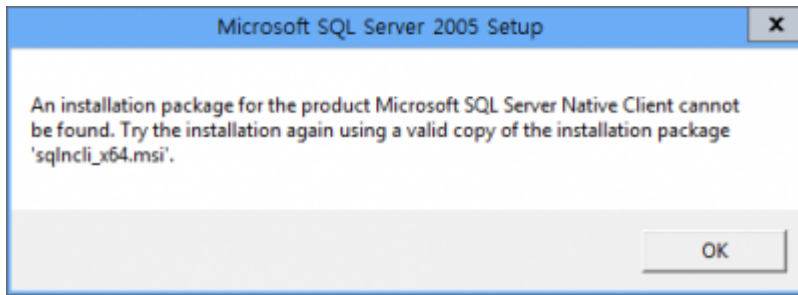 Microsoft SQL Server 2005 Setup
x
An installation package for the product Microsoft SQL Server Native Client cannot
be found. Try the installation again using a valid copy of the installation package
'sqlncli_x64.msi'.
OK